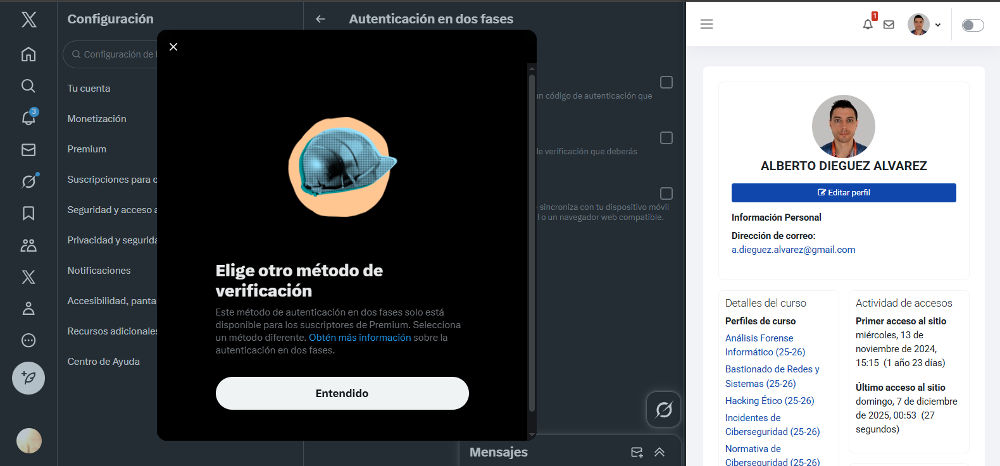 Configuración
Configuración de
Tu cuenta
Monetización
Premium
Suscripciones para
Seguridad y acceso
Privacidad y segurida
Notificaciones
Accesibilidad, panta
Recursos adicionales
Centro de Ayuda
3
Autenticación en dos fases
un código de autenticación que
de verificación que deberás
sincroniza con tu dispositivo móvil
o un navegador web compatible.
Elige otro método de
verificación
Este método de autenticación en dos fases solo está
disponible para los suscriptores de Premium. Selecciona
un método diferente. Obtén más información sobre la
autenticación en dos fases.
Entendido
Mensajes
1
ALBERTO DIEGUEZ ALVAREZ
Editar perfil
Información Personal
Dirección de correo:
a.dieguez.alvarez@gmail.com
Detalles del curso
Perfiles de curso
Análisis Forense
Informático (25-26)
Bastionado de Redes y
Sistemas (25-26)
Hacking Ético (25-26)
Incidentes de
Ciberseguridad (25-26)
Normativa de
Ciberseguridad (25-26)
Actividad de accesos
Primer acceso al sitio
miércoles, 13 de
noviembre de 2024,
15:15 (1 año 23 días)
Último acceso al sitio
domingo, 7 de diciembre
de 2025, 00:53 (27
segundos)